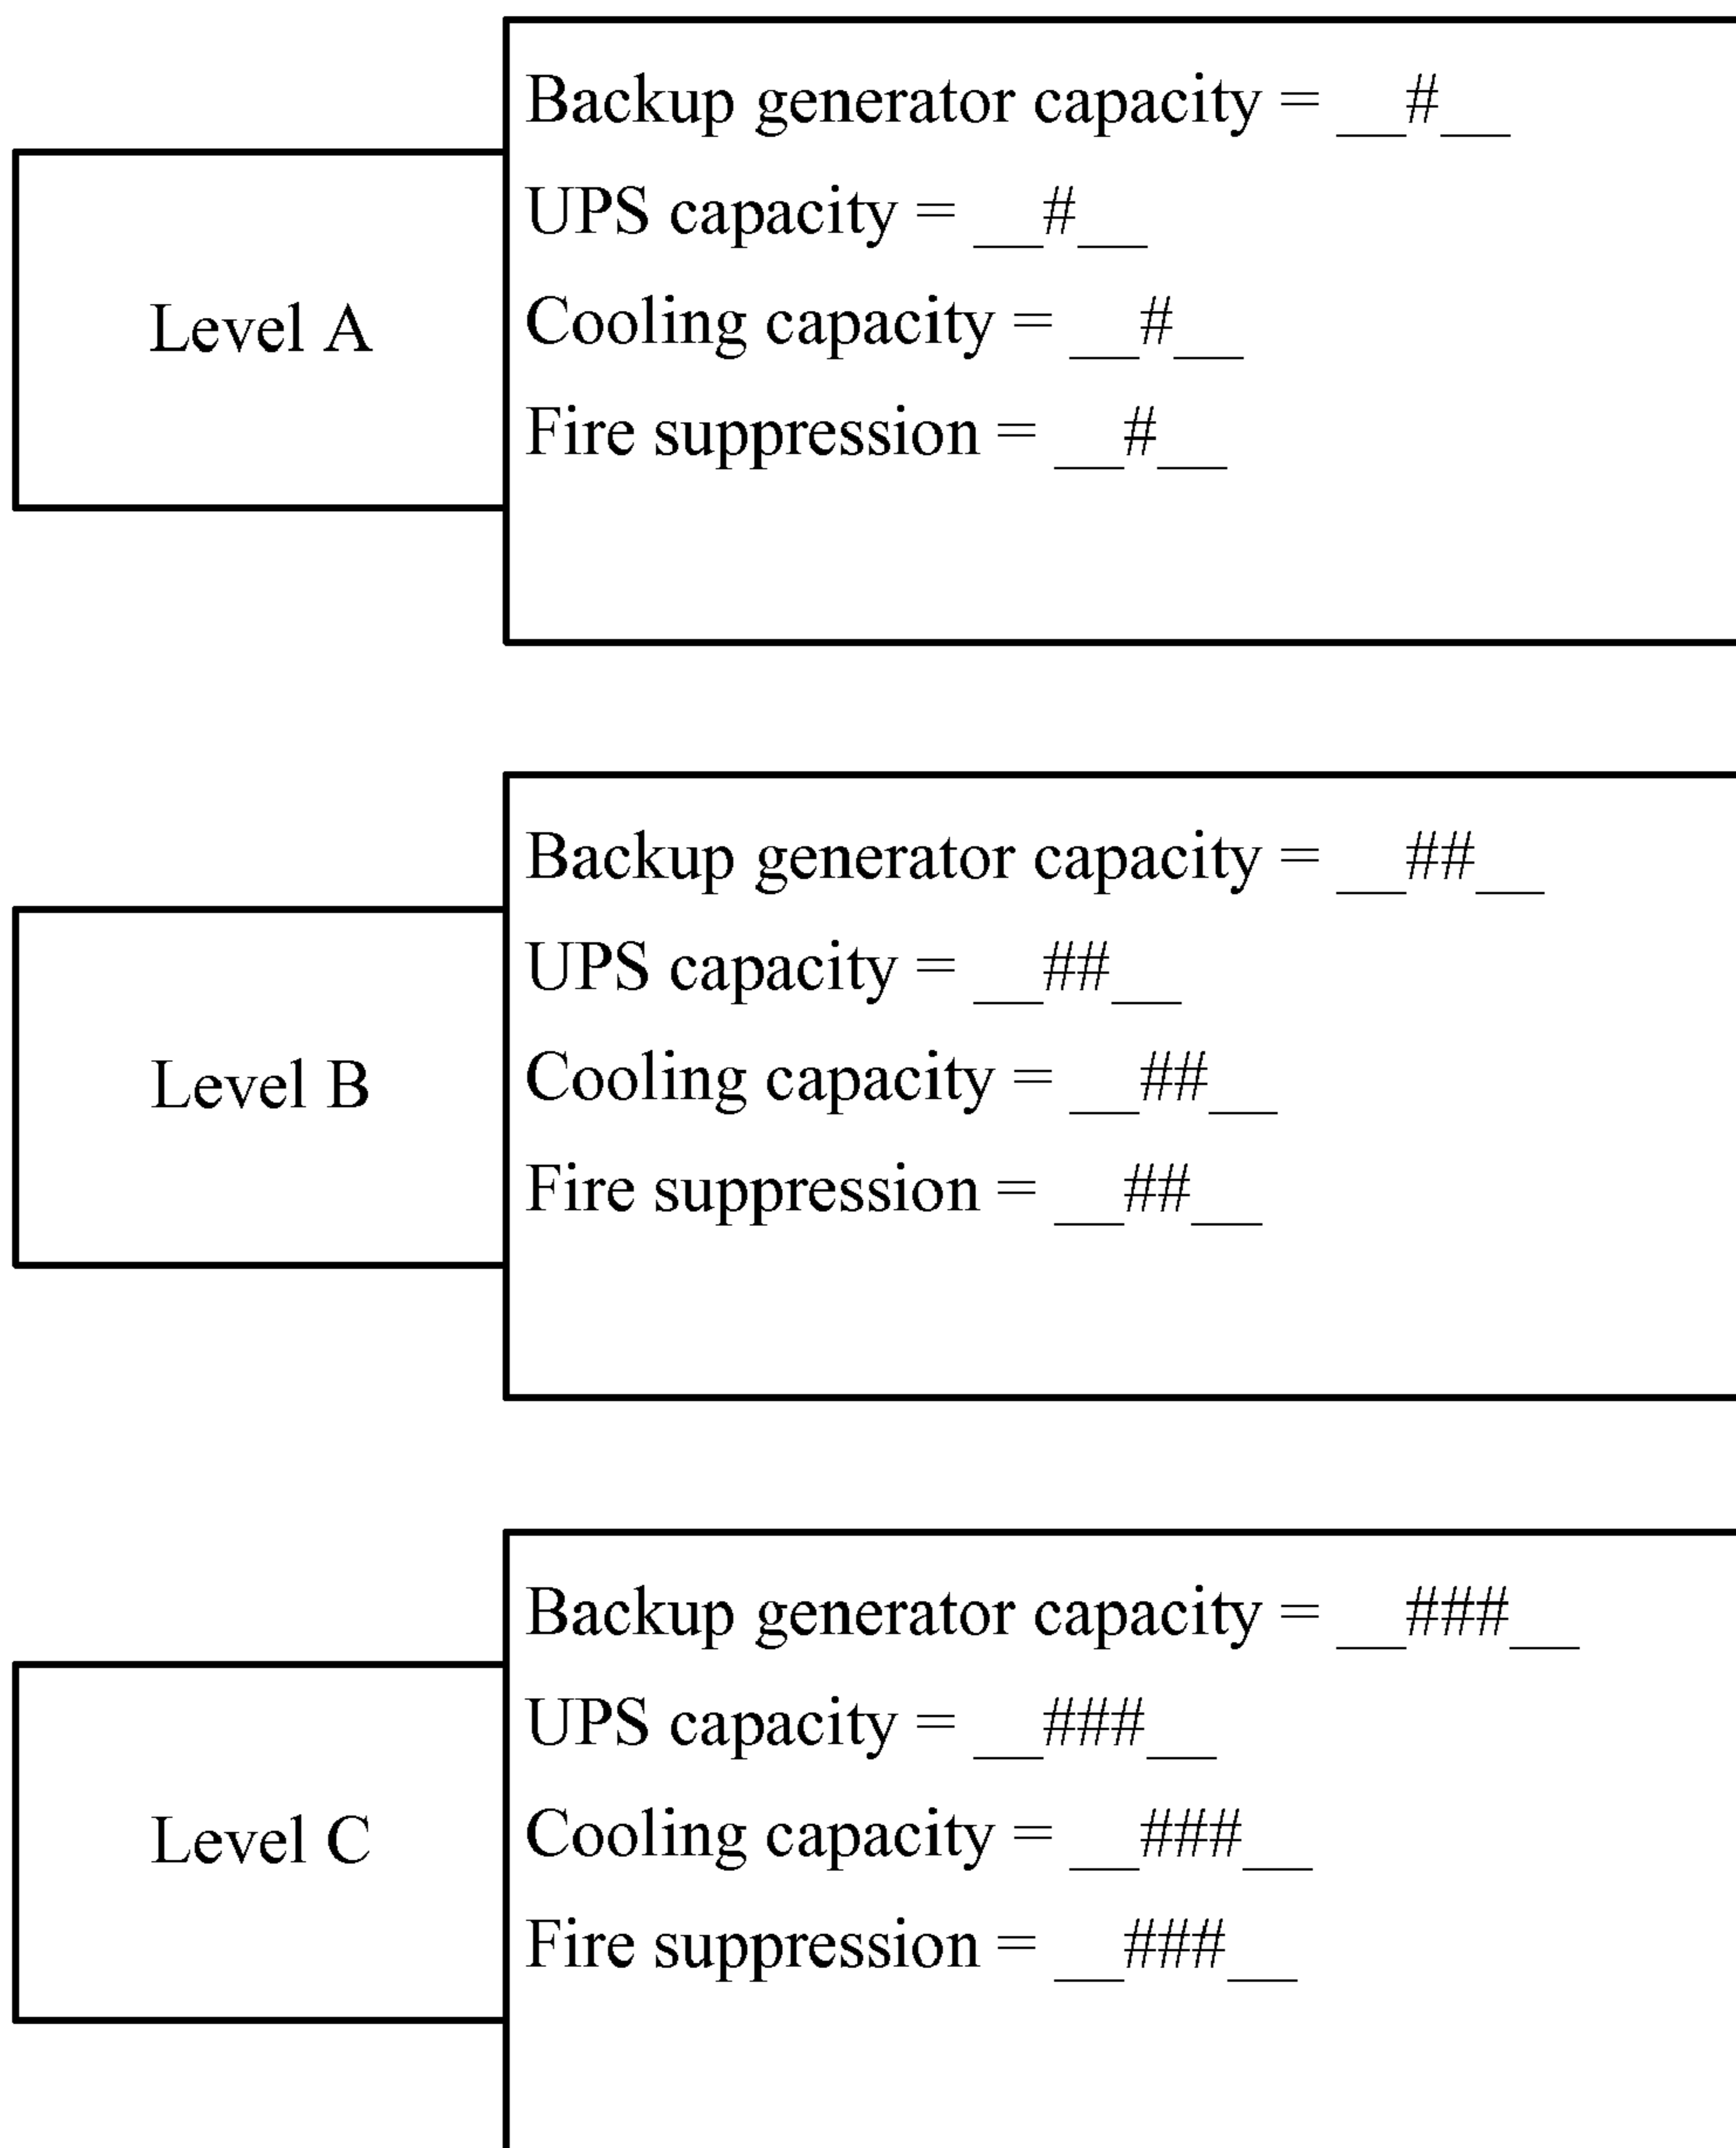 Level A
Backup generator capacity = __#__
UPS capacity = __#__
Cooling capacity = __#__
Fire suppression = __#__
Level B
Backup generator capacity = __##__
UPS capacity = __##__
Cooling capacity = __##__
Fire suppression = __##__
Level C
Backup generator capacity = __###__
UPS capacity = __###__
Cooling capacity = __###__
Fire suppression = __###__